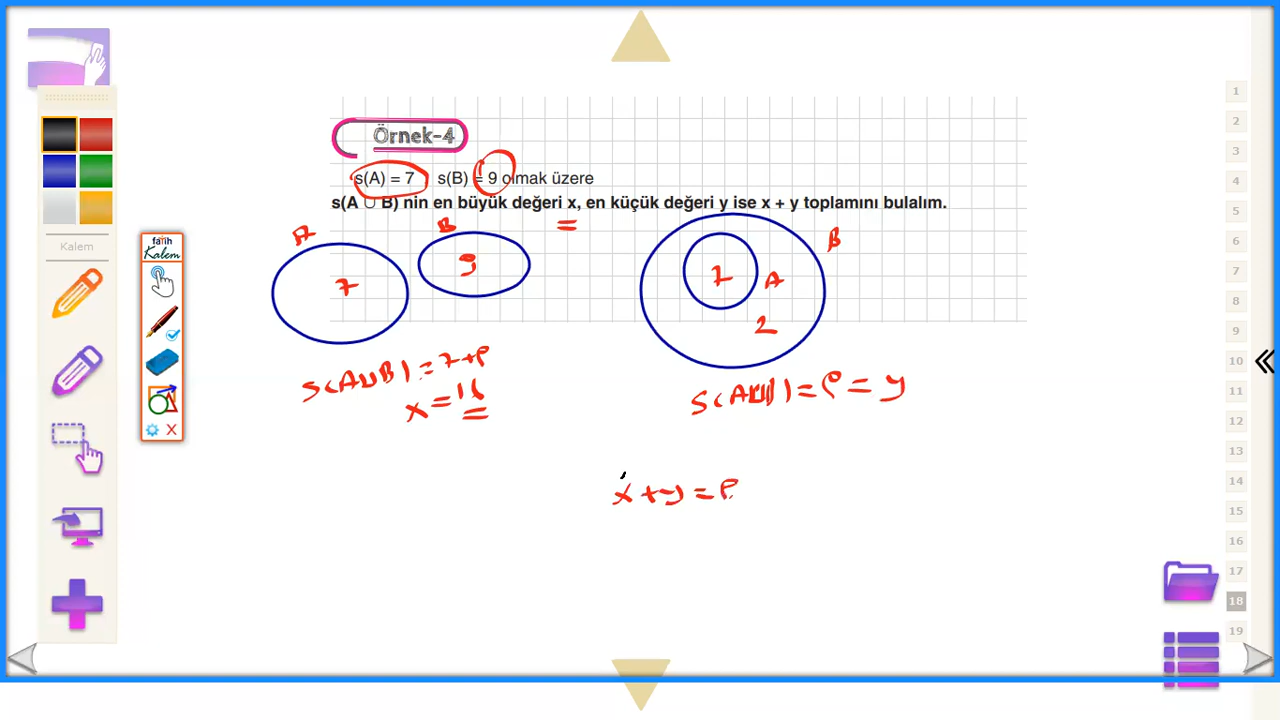 Örnek-4
s(A) = 7 s(B) = 9 olmak üzere
s(A ∪ B) nin en büyük değeri x, en küçük değeri y ise x + y toplamını bulalım.
A
B
=
B
7
9
7
A
2
S(A∪B) = 7+9
x = 16
S(A∪B) = 9 = y
x + y = 9
Kalem
fatih
Kalem
1
2
3
4
5
6
7
8
9
10
11
12
13
14
15
16
17
18
19